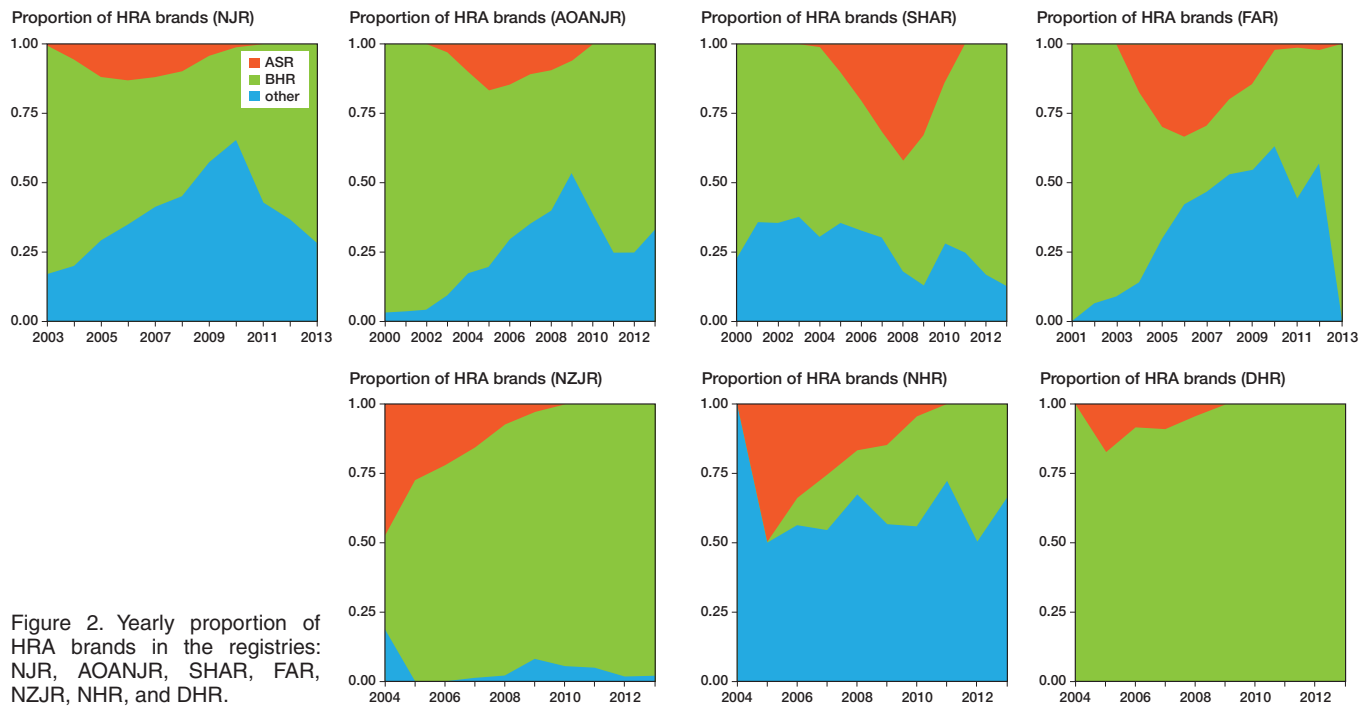 Proportion of HRA brands (NJR)
1.00
0.75
0.50
0.25
0.00
2003 2005 2007 2009 2011 2013
ASR
BHR
other
Proportion of HRA brands (AOANJR)
1.00
0.75
0.50
0.25
0.00
2000 2002 2004 2006 2008 2010 2012
Proportion of HRA brands (SHAR)
1.00
0.75
0.50
0.25
0.00
2000 2002 2004 2006 2008 2010 2012
Proportion of HRA brands (FAR)
1.00
0.75
0.50
0.25
0.00
2001 2003 2005 2007 2009 2011 2013
Proportion of HRA brands (NZJR)
1.00
0.75
0.50
0.25
0.00
2004 2006 2008 2010 2012
Proportion of HRA brands (NHR)
1.00
0.75
0.50
0.25
0.00
2004 2006 2008 2010 2012
Proportion of HRA brands (DHR)
1.00
0.75
0.50
0.25
0.00
2004 2006 2008 2010 2012
Figure 2. Yearly proportion of
HRA brands in the registries:
NJR, AOANJR, SHAR, FAR,
NZJR, NHR, and DHR.